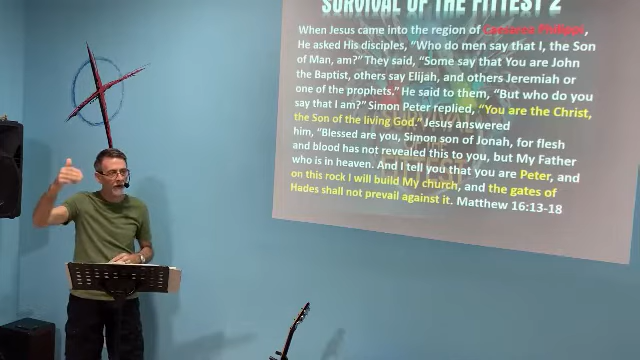 SURVIVAL OF THE FITTEST 2
When Jesus came into the region of Caesarea Philippi,
He asked His disciples, “Who do men say that I, the Son
of Man, am?” They said, “Some say that You are John
the Baptist, others say Elijah, and others Jeremiah or
one of the prophets.” He said to them, “But who do you
say that I am?” Simon Peter replied, “You are the Christ,
the Son of the living God.” Jesus answered
him, “Blessed are you, Simon son of Jonah, for flesh
and blood has not revealed this to you, but My Father
who is in heaven. And I tell you that you are Peter, and
on this rock I will build My church, and the gates of
Hades shall not prevail against it. Matthew 16:13-18